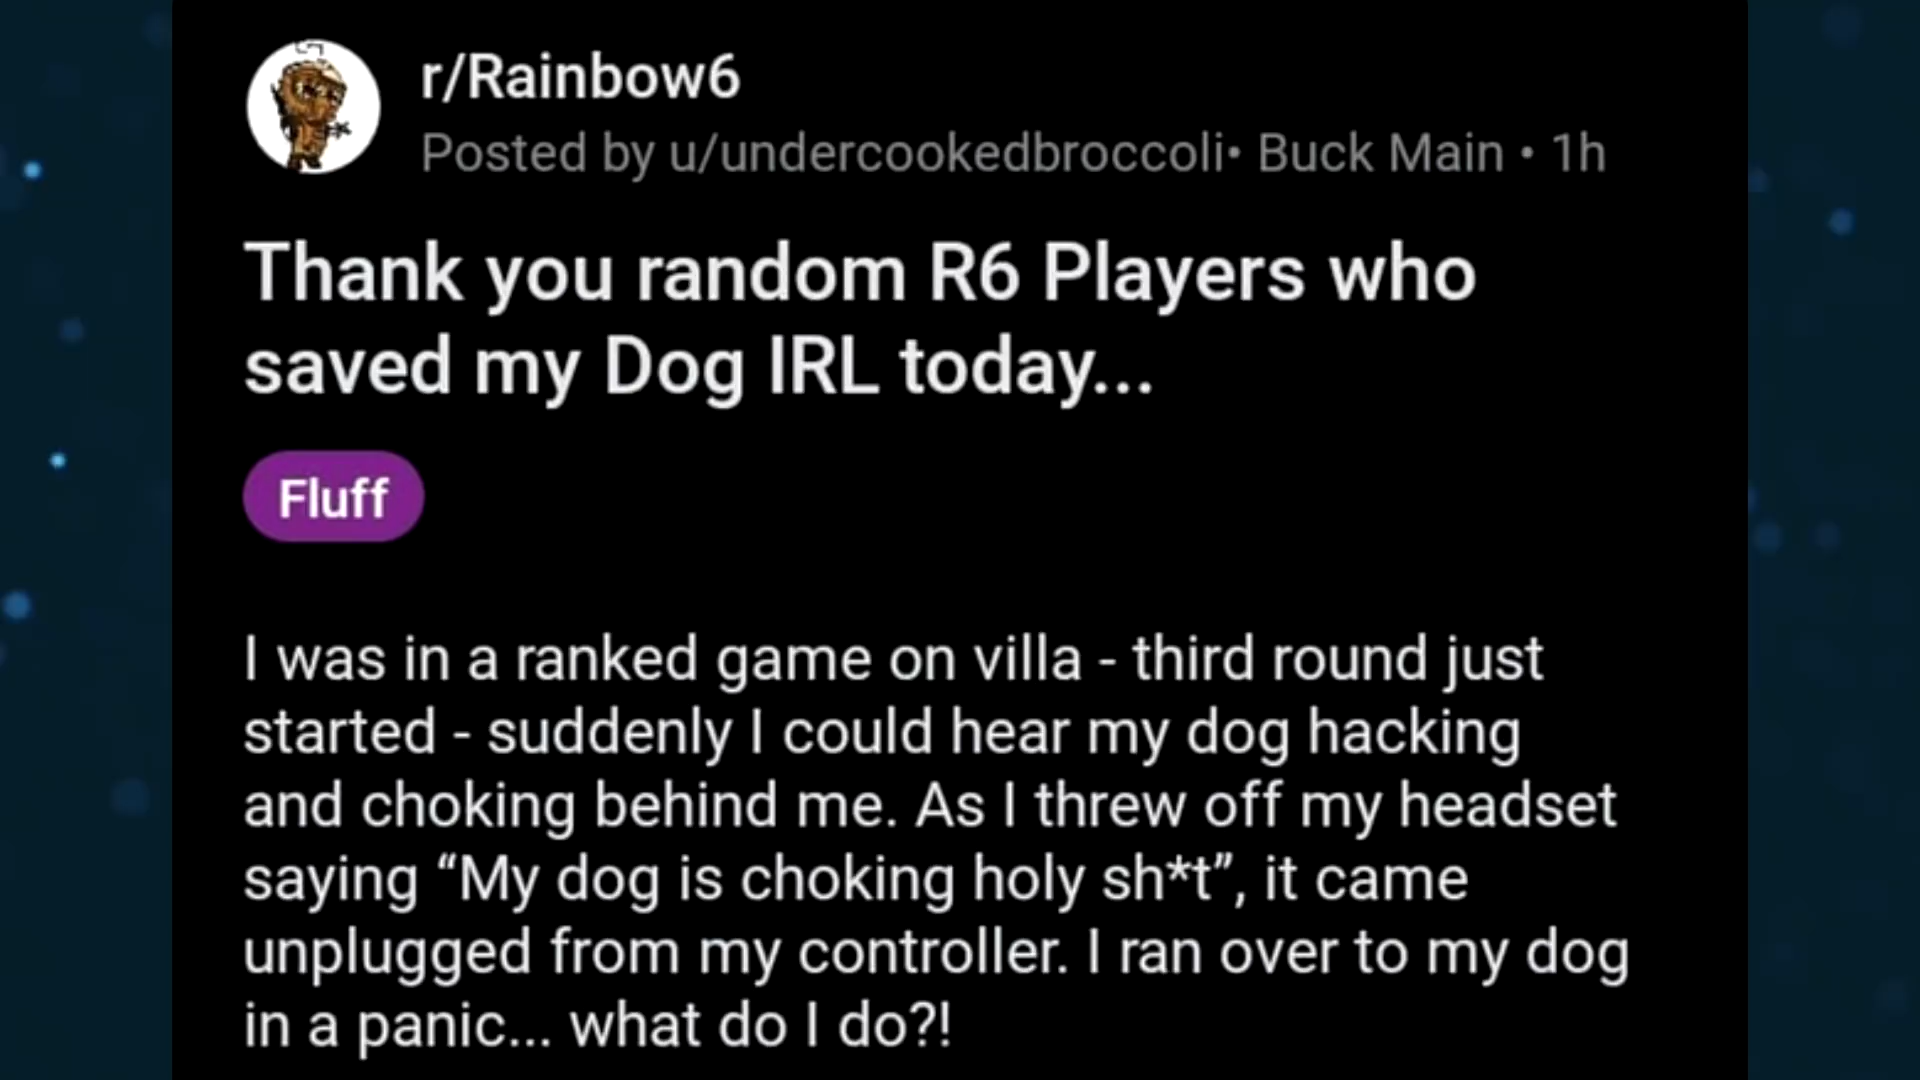 r/Rainbow6
Posted by u/undercookedbroccoli• Buck Main • 1h
Thank you random R6 Players who
saved my Dog IRL today...
Fluff
I was in a ranked game on villa - third round just
started - suddenly I could hear my dog hacking
and choking behind me. As I threw off my headset
saying “My dog is choking holy sh*t”, it came
unplugged from my controller. I ran over to my dog
in a panic... what do I do?!